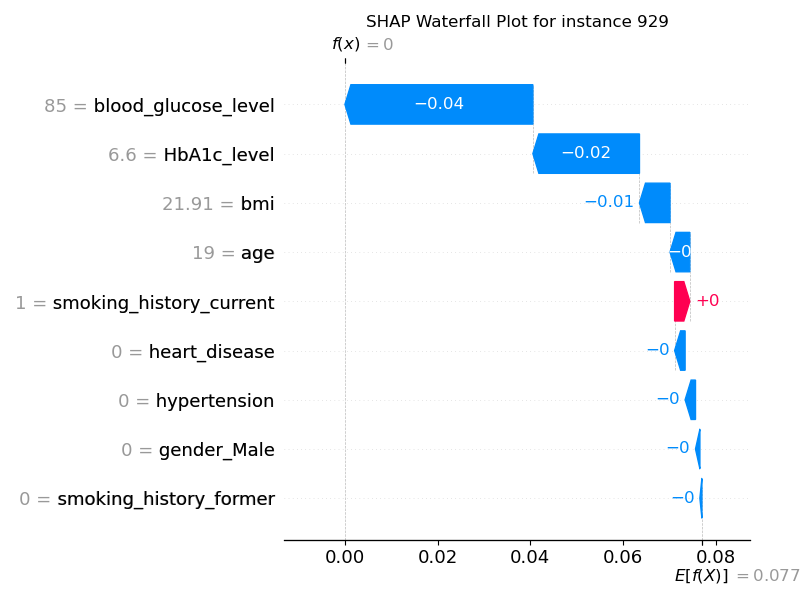 SHAP Waterfall Plot for instance 929
f(x) = 0
85 = blood_glucose_level −0.04
6.6 = HbA1c_level −0.02
21.91 = bmi −0.01
19 = age −0
1 = smoking_history_current +0
0 = heart_disease −0
0 = hypertension −0
0 = gender_Male −0
0 = smoking_history_former −0
0.00 0.02 0.04 0.06 0.08
E[f(X)] = 0.077